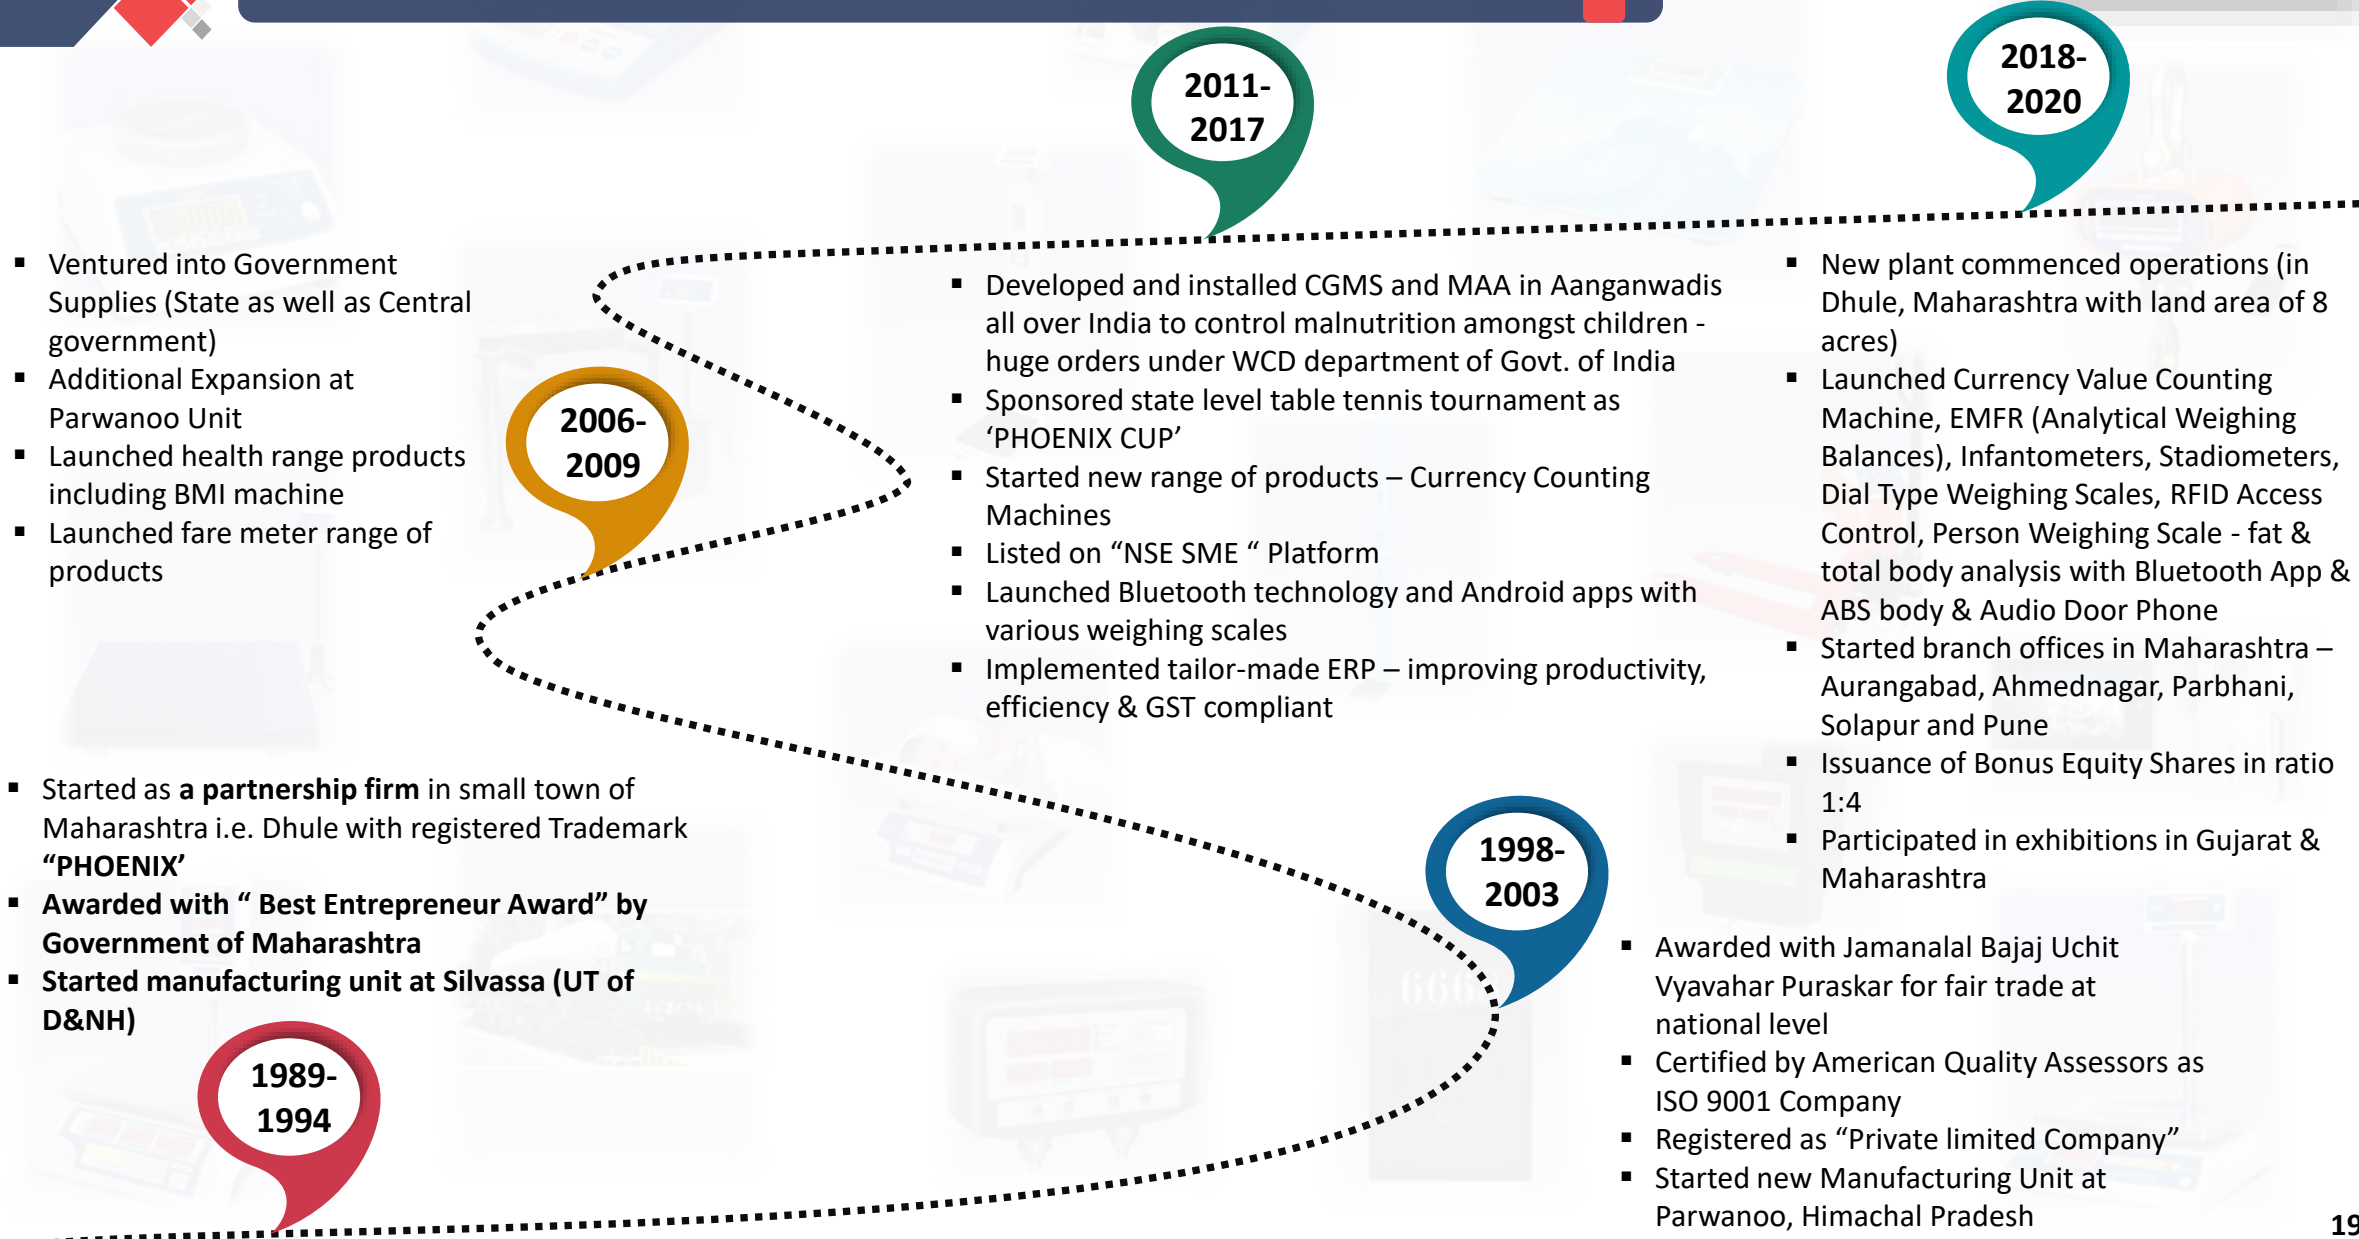 2011-
2017
2018-
2020
▪ Ventured into Government
Supplies (State as well as Central
government)
▪ Additional Expansion at
Parwanoo Unit
▪ Launched health range products
including BMI machine
▪ Launched fare meter range of
products
2006-
2009
▪ Developed and installed CGMS and MAA in Aanganwadis
all over India to control malnutrition amongst children -
huge orders under WCD department of Govt. of India
▪ Sponsored state level table tennis tournament as
‘PHOENIX CUP’
▪ Started new range of products – Currency Counting
Machines
▪ Listed on “NSE SME “ Platform
▪ Launched Bluetooth technology and Android apps with
various weighing scales
▪ Implemented tailor-made ERP – improving productivity,
efficiency & GST compliant
▪ New plant commenced operations (in
Dhule, Maharashtra with land area of 8
acres)
▪ Launched Currency Value Counting
Machine, EMFR (Analytical Weighing
Balances), Infantometers, Stadiometers,
Dial Type Weighing Scales, RFID Access
Control, Person Weighing Scale - fat &
total body analysis with Bluetooth App &
ABS body & Audio Door Phone
▪ Started branch offices in Maharashtra –
Aurangabad, Ahmednagar, Parbhani,
Solapur and Pune
▪ Issuance of Bonus Equity Shares in ratio
1:4
▪ Participated in exhibitions in Gujarat &
Maharashtra
▪ Started as a partnership firm in small town of
Maharashtra i.e. Dhule with registered Trademark
“PHOENIX’
▪ Awarded with “ Best Entrepreneur Award” by
Government of Maharashtra
▪ Started manufacturing unit at Silvassa (UT of
D&NH)
1989-
1994
1998-
2003
▪ Awarded with Jamanalal Bajaj Uchit
Vyavahar Puraskar for fair trade at
national level
▪ Certified by American Quality Assessors as
ISO 9001 Company
▪ Registered as “Private limited Company”
▪ Started new Manufacturing Unit at
Parwanoo, Himachal Pradesh
19